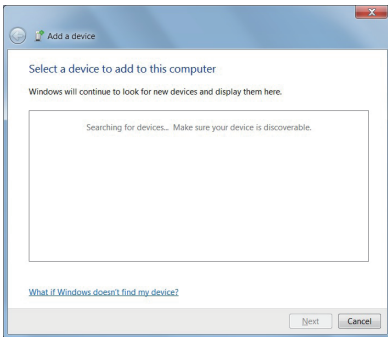 Add a device
Select a device to add to this computer
Windows will continue to look for new devices and display them here.
Searching for devices... Make sure your device is discoverable.
What if Windows doesn't find my device?
Next Cancel